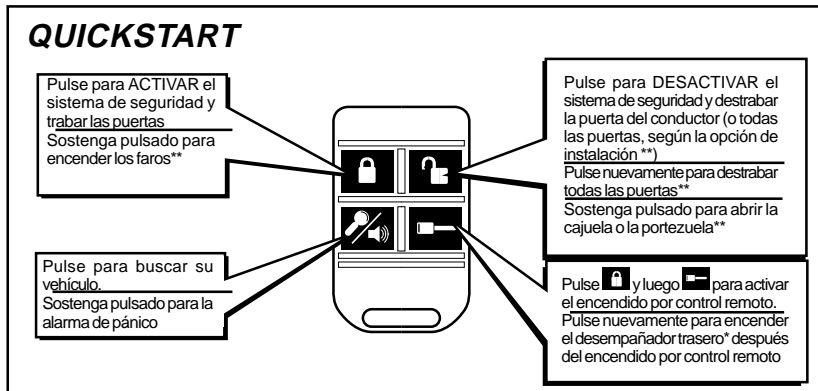 QUICKSTART
Pulse para ACTIVAR el
sistema de seguridad y
trabar las puertas
Sostenga pulsado para
encender los faros**
Pulse para DESACTIVAR el
sistema de seguridad y destrabar
la puerta del conductor (o todas
las puertas, según la opción de
instalación **)
Pulse nuevamente para destrabar
todas las puertas**
Sostenga pulsado para abrir la
cajuela o la portezuela**
Pulse para buscar su
vehículo.
Sostenga pulsado para la
alarma de pánico
Pulse y luego para activar
el encendido por control remoto.
Pulse nuevamente para encender
el desempañador trasero* después
del encendido por control remoto